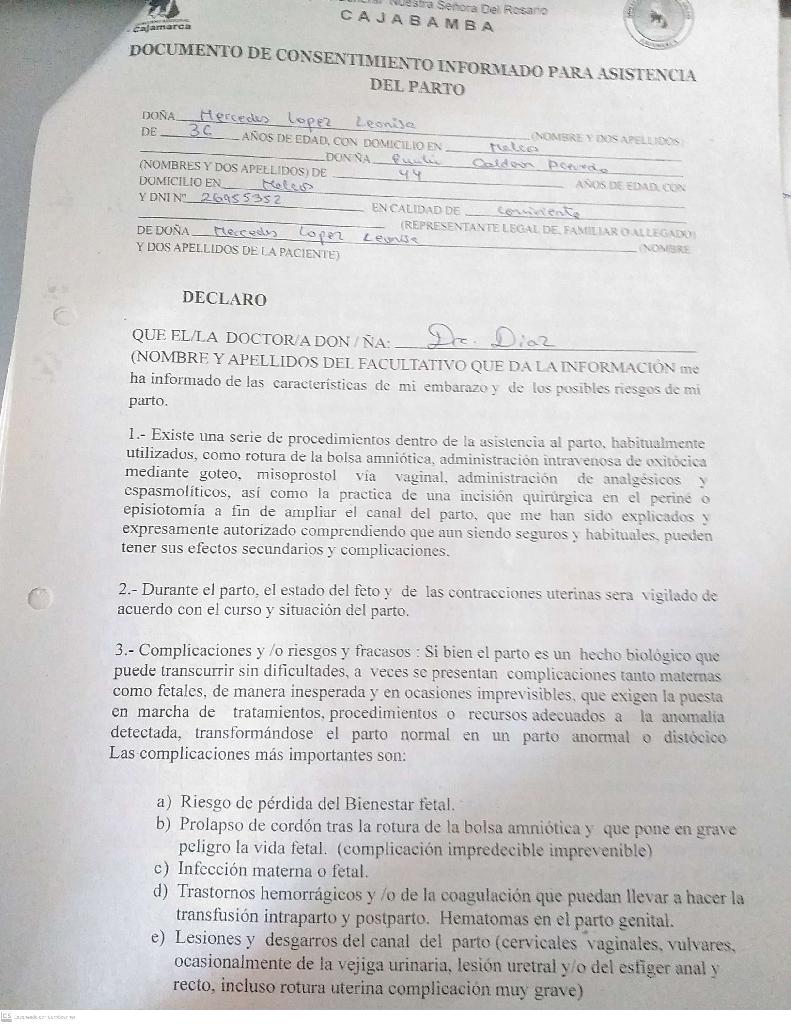 Cajamarca
Nuestra Señora Del Rosario
CAJABAMBA
DOCUMENTO DE CONSENTIMIENTO INFORMADO PARA ASISTENCIA
DEL PARTO
DOÑA Mercedes Lopez Leonisa (NOMBRE Y DOS APELLIDOS)
DE 36 AÑOS DE EDAD, CON DOMICILIO EN
DON/ÑA Calderon
(NOMBRES Y DOS APELLIDOS) DE 44 AÑOS DE EDAD, CON
DOMICILIO EN
Y DNI Nº 26955352 EN CALIDAD DE conviviente
(REPRESENTANTE LEGAL DE, FAMILIAR O ALLEGADO)
DE DOÑA Mercedes Lopez Leonisa (NOMBRE
Y DOS APELLIDOS DE LA PACIENTE)
DECLARO
QUE EL/LA DOCTOR/A DON / ÑA: Dr. Diaz
(NOMBRE Y APELLIDOS DEL FACULTATIVO QUE DA LA INFORMACIÓN me
ha informado de las características de mi embarazo y de los posibles riesgos de mi
parto.
1.- Existe una serie de procedimientos dentro de la asistencia al parto, habitualmente
utilizados, como rotura de la bolsa amniótica, administración intravenosa de oxitócica
mediante goteo, misoprostol vía vaginal, administración de analgésicos y
espasmolíticos, así como la practica de una incisión quirúrgica en el periné o
episiotomía a fin de ampliar el canal del parto, que me han sido explicados y
expresamente autorizado comprendiendo que aun siendo seguros y habituales, pueden
tener sus efectos secundarios y complicaciones.
2.- Durante el parto, el estado del feto y de las contracciones uterinas sera vigilado de
acuerdo con el curso y situación del parto.
3.- Complicaciones y /o riesgos y fracasos : Si bien el parto es un hecho biológico que
puede transcurrir sin dificultades, a veces se presentan complicaciones tanto maternas
como fetales, de manera inesperada y en ocasiones imprevisibles, que exigen la puesta
en marcha de tratamientos, procedimientos o recursos adecuados a la anomalía
detectada, transformándose el parto normal en un parto anormal o distócico
Las complicaciones más importantes son:
a) Riesgo de pérdida del Bienestar fetal.
b) Prolapso de cordón tras la rotura de la bolsa amniótica y que pone en grave
peligro la vida fetal. (complicación impredecible imprevenible)
c) Infección materna o fetal.
d) Trastornos hemorrágicos y /o de la coagulación que puedan llevar a hacer la
transfusión intraparto y postparto. Hematomas en el parto genital.
e) Lesiones y desgarros del canal del parto (cervicales vaginales, vulvares,
ocasionalmente de la vejiga urinaria, lesión uretral y/o del esfiger anal y
recto, incluso rotura uterina complicación muy grave)
CS